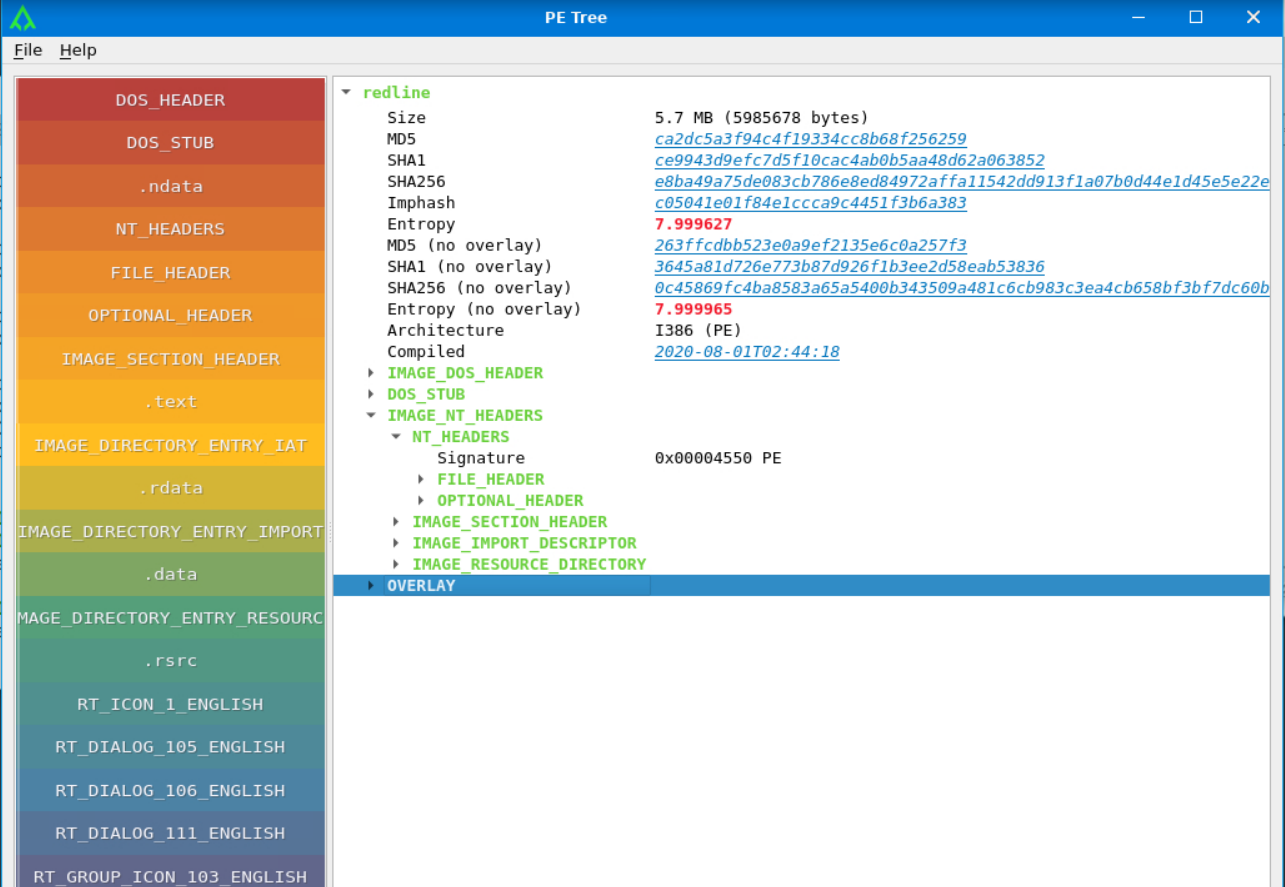 PE Tree
File Help
DOS_HEADER
DOS_STUB
.ndata
NT_HEADERS
FILE_HEADER
OPTIONAL_HEADER
IMAGE_SECTION_HEADER
.text
IMAGE_DIRECTORY_ENTRY_IAT
.rdata
IMAGE_DIRECTORY_ENTRY_IMPORT
.data
MAGE_DIRECTORY_ENTRY_RESOURC
.rsrc
RT_ICON_1_ENGLISH
RT_DIALOG_105_ENGLISH
RT_DIALOG_106_ENGLISH
RT_DIALOG_111_ENGLISH
RT_GROUP_ICON_103_ENGLISH
redline
Size 5.7 MB (5985678 bytes)
MD5 ca2dc5a3f94c4f19334cc8b68f256259
SHA1 ce9943d9efc7d5f10cac4ab0b5aa48d62a063852
SHA256 e8ba49a75de083cb786e8ed84972affa11542dd913f1a07b0d44e1d45e5e22e
Imphash c05041e01f84e1ccca9c4451f3b6a383
Entropy 7.999627
MD5 (no overlay) 263ffcdbb523e0a9ef2135e6c0a257f3
SHA1 (no overlay) 3645a81d726e773b87d926f1b3ee2d58eab53836
SHA256 (no overlay) 0c45869fc4ba8583a65a5400b343509a481c6cb983c3ea4cb658bf3bf7dc60b
Entropy (no overlay) 7.999965
Architecture I386 (PE)
Compiled 2020-08-01T02:44:18
IMAGE_DOS_HEADER
DOS_STUB
IMAGE_NT_HEADERS
NT_HEADERS
Signature 0x00004550 PE
FILE_HEADER
OPTIONAL_HEADER
IMAGE_SECTION_HEADER
IMAGE_IMPORT_DESCRIPTOR
IMAGE_RESOURCE_DIRECTORY
OVERLAY